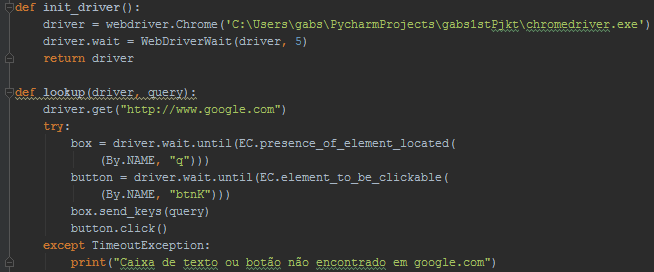 def init_driver():
    driver = webdriver.Chrome('C:\Users\gabs\PycharmProjects\gabs1stPjkt\chromedriver.exe')
    driver.wait = WebDriverWait(driver, 5)
    return driver
def lookup(driver, query):
    driver.get("http://www.google.com")
    try:
        box = driver.wait.until(EC.presence_of_element_located(
            (By.NAME, "q")))
        button = driver.wait.until(EC.element_to_be_clickable(
            (By.NAME, "btnK")))
        box.send_keys(query)
        button.click()
    except TimeoutException:
        print("Caixa de texto ou botão não encontrado em google.com")